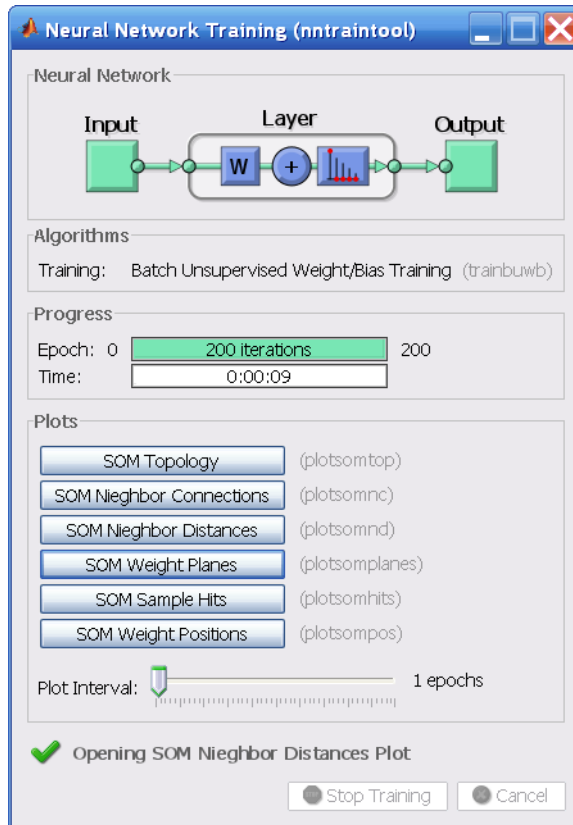 Neural Network Training (nntraintool)
Neural Network
Input Layer Output
W +
Algorithms
Training: Batch Unsupervised Weight/Bias Training (trainbuwb)
Progress
Epoch: 0 200 iterations 200
Time: 0:00:09
Plots
SOM Topology (plotsomtop)
SOM Nieghbor Connections (plotsomnc)
SOM Nieghbor Distances (plotsomnd)
SOM Weight Planes (plotsomplanes)
SOM Sample Hits (plotsomhits)
SOM Weight Positions (plotsompos)
Plot Interval: 1 epochs
Opening SOM Nieghbor Distances Plot
Stop Training Cancel